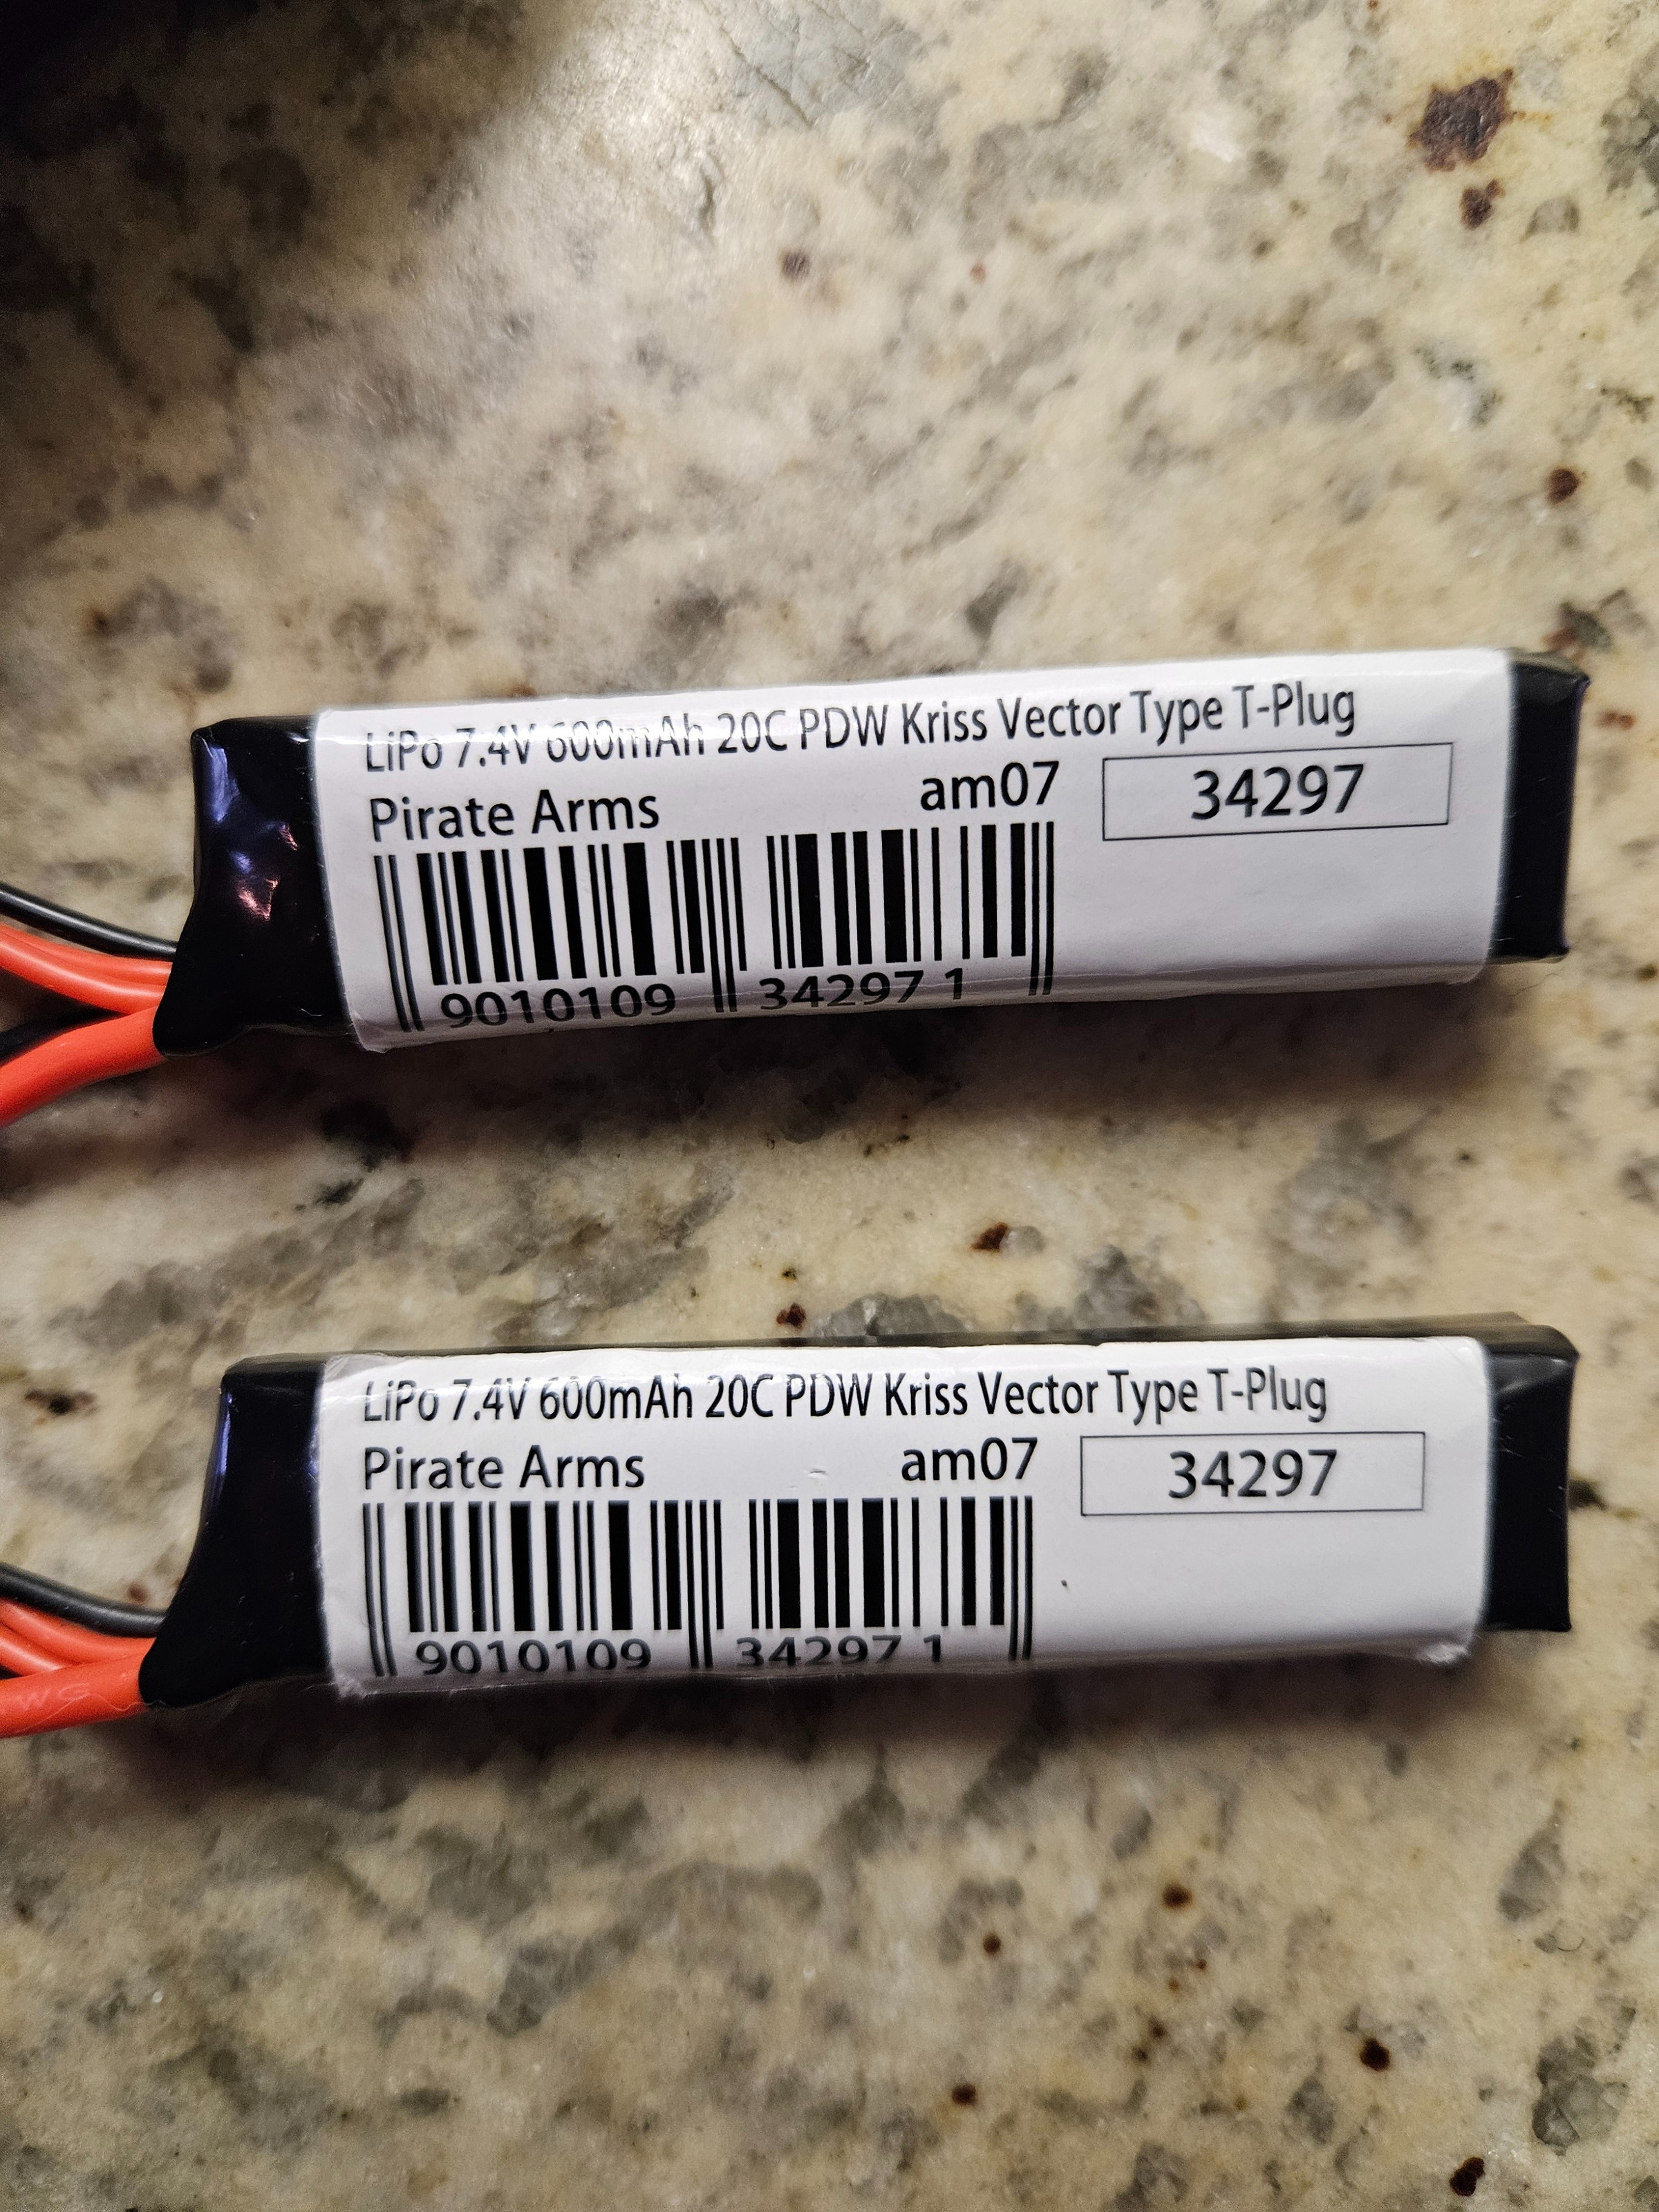 LiPo 7.4V 600mAh 20C PDW Kriss Vector Type T-Plug
Pirate Arms am07 34297
9010109 34297 1
LiPo 7.4V 600mAh 20C PDW Kriss Vector Type T-Plug
Pirate Arms am07 34297
9010109 34297 1